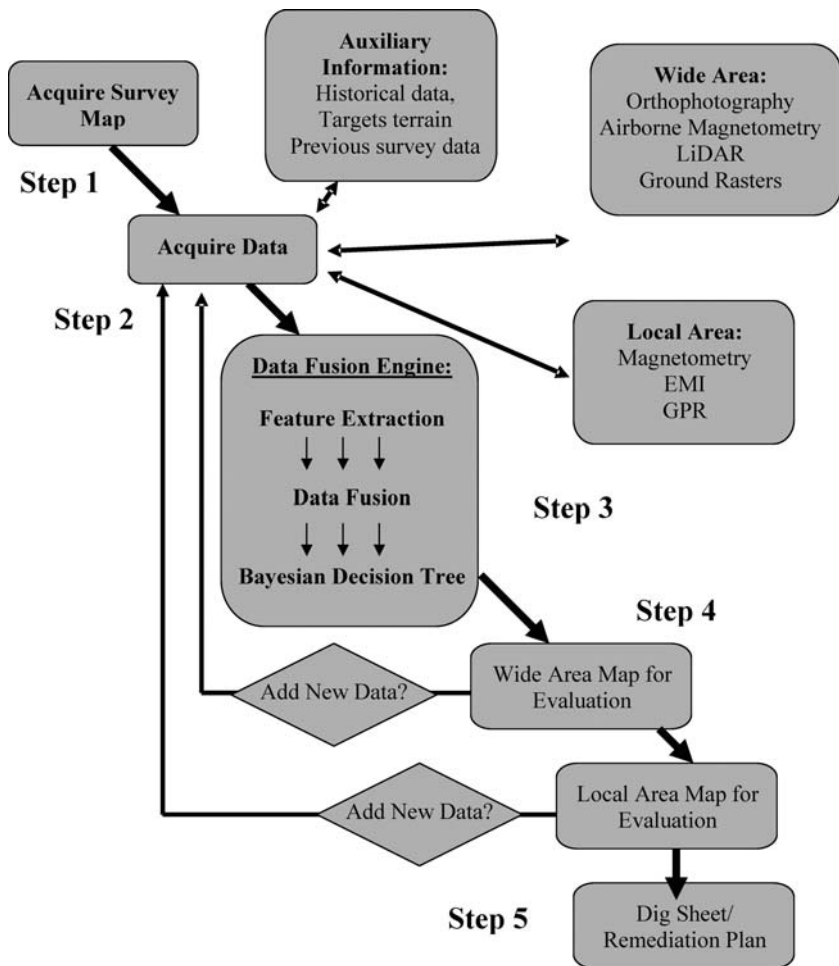 Acquire Survey
Map
Auxiliary
Information:
Historical data,
Targets terrain
Previous survey data
Wide Area:
Orthophotography
Airborne Magnetometry
LiDAR
Ground Rasters
Step 1
Acquire Data
Step 2
Local Area:
Magnetometry
EMI
GPR
Data Fusion Engine:
Feature Extraction
Data Fusion
Bayesian Decision Tree
Step 3
Step 4
Add New Data?
Wide Area Map for
Evaluation
Add New Data?
Local Area Map for
Evaluation
Step 5
Dig Sheet/
Remediation Plan